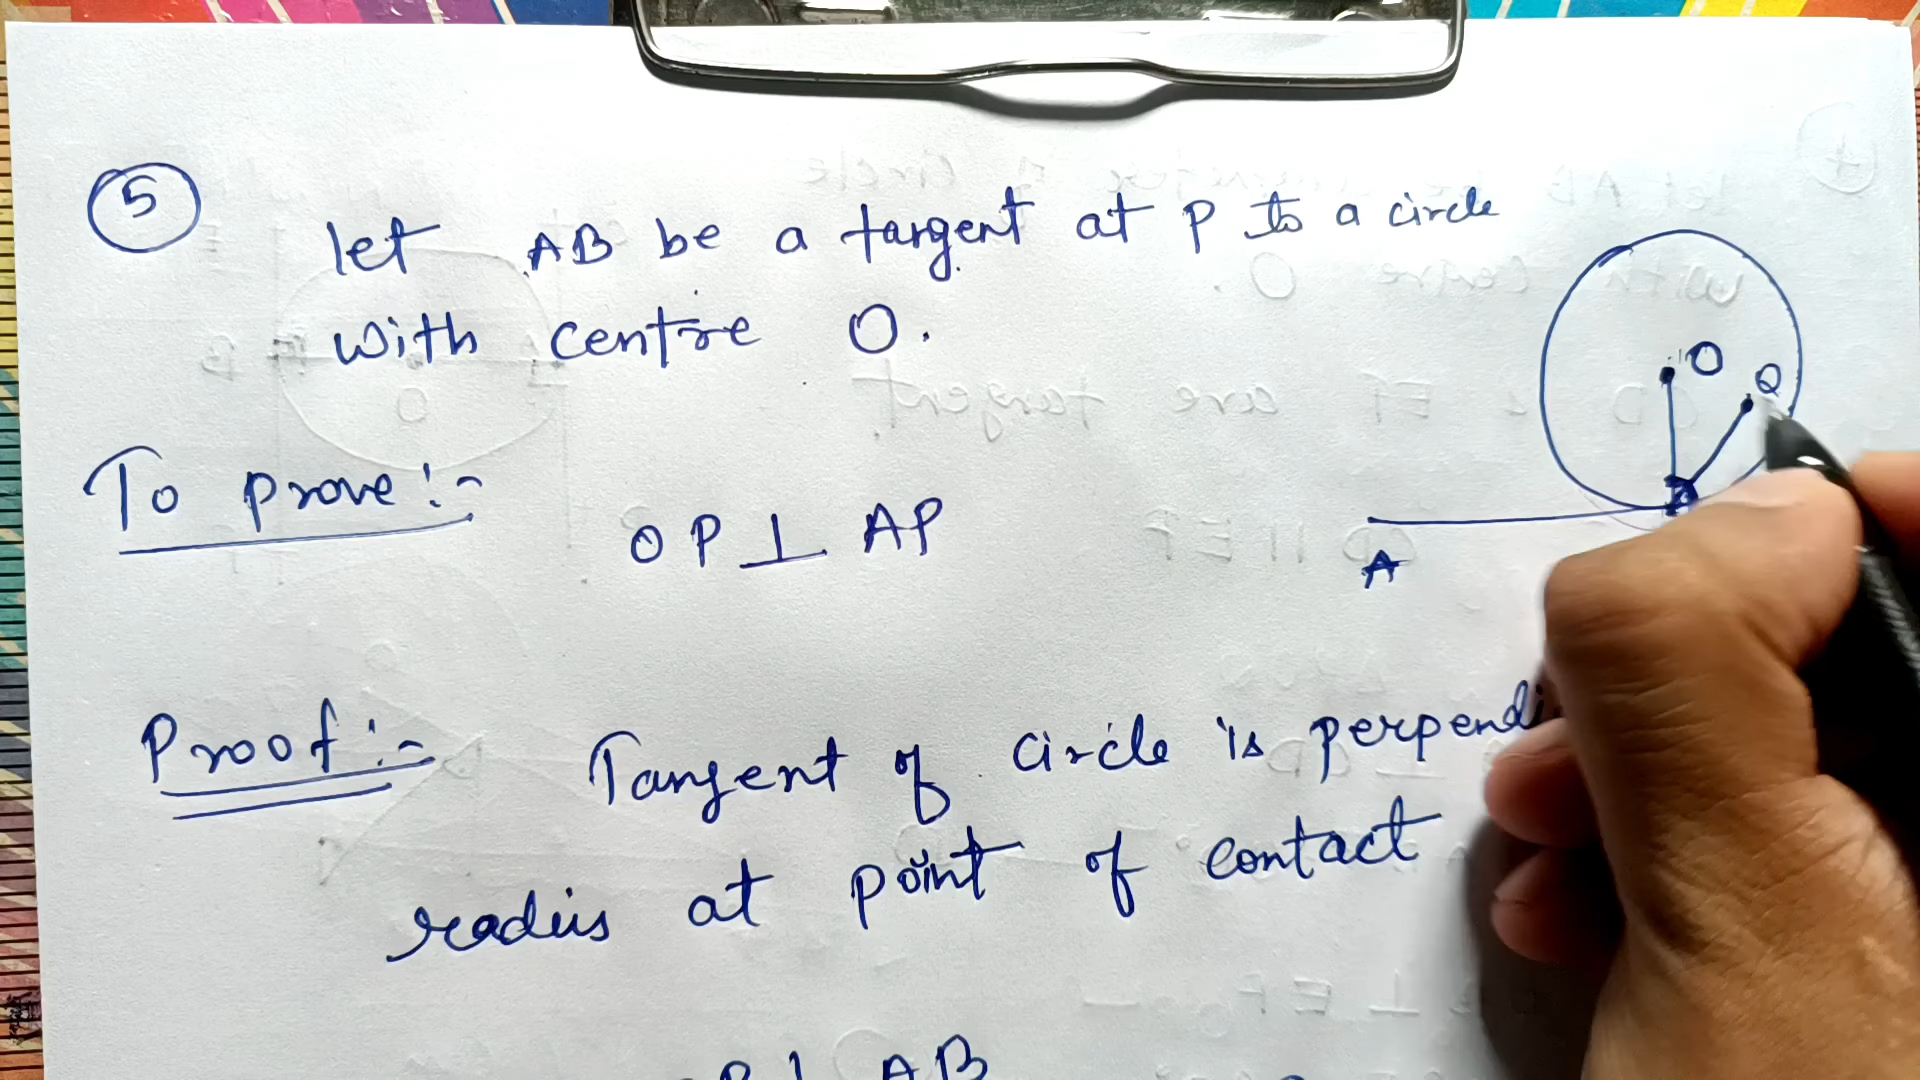 5
let AB be a tangent at P to a circle
with centre O.
O
Q
To prove :-
OP ⊥ AP
A
Proof :- Tangent of circle is perpendi
radius at point of contact
P ⊥ AB